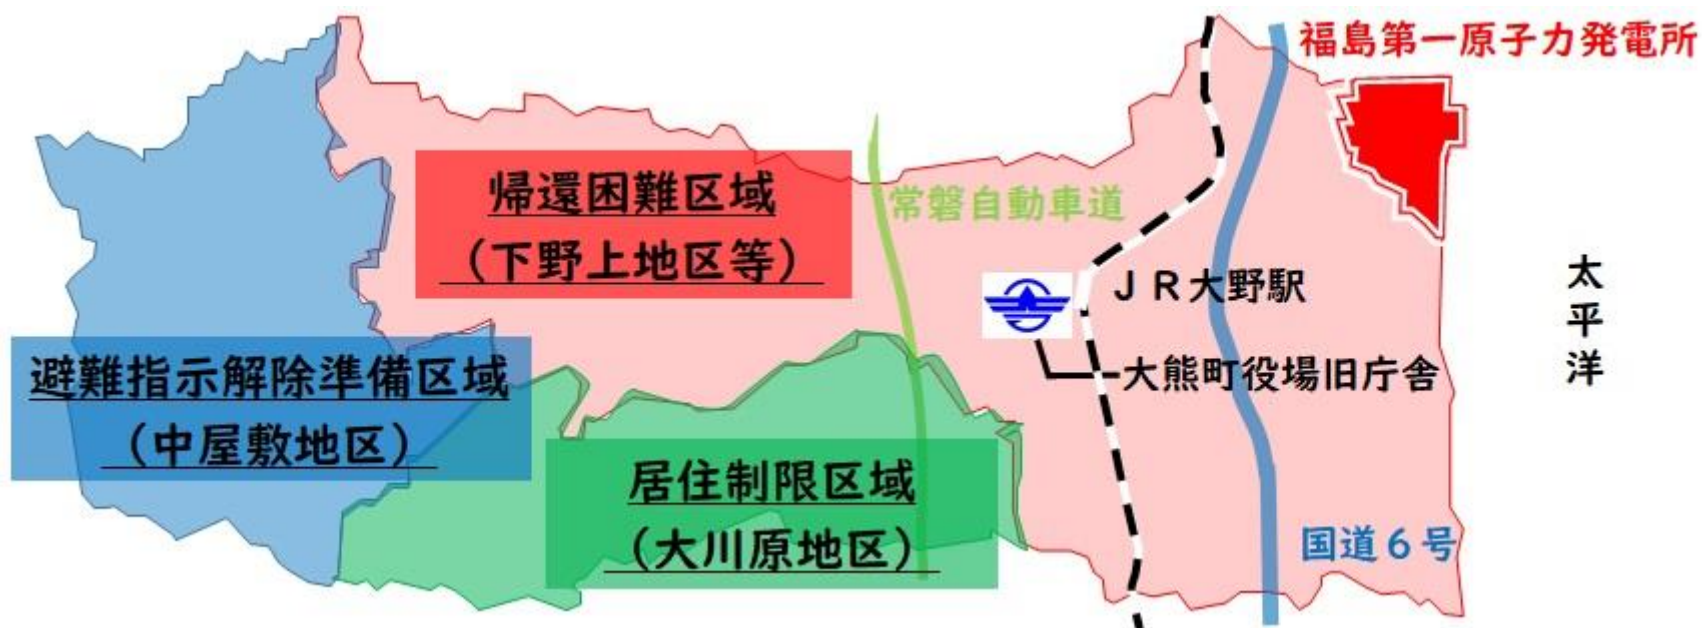 福島第一原子力発電所
帰還困難区域
（下野上地区等）
常磐自動車道
ＪＲ大野駅
太平洋
避難指示解除準備区域
（中屋敷地区）
大熊町役場旧庁舎
居住制限区域
（大川原地区）
国道６号